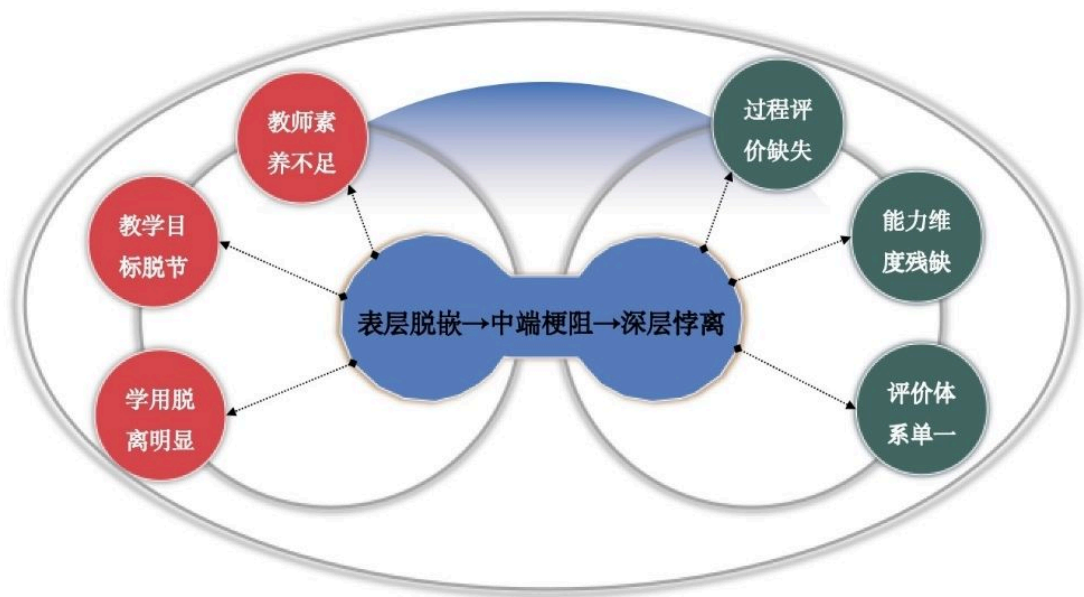 教师素
养不足
教学目
标脱节
学用脱
离明显
表层脱嵌→中端梗阻→深层悖离
过程评
价缺失
能力维
度残缺
评价体
系单一